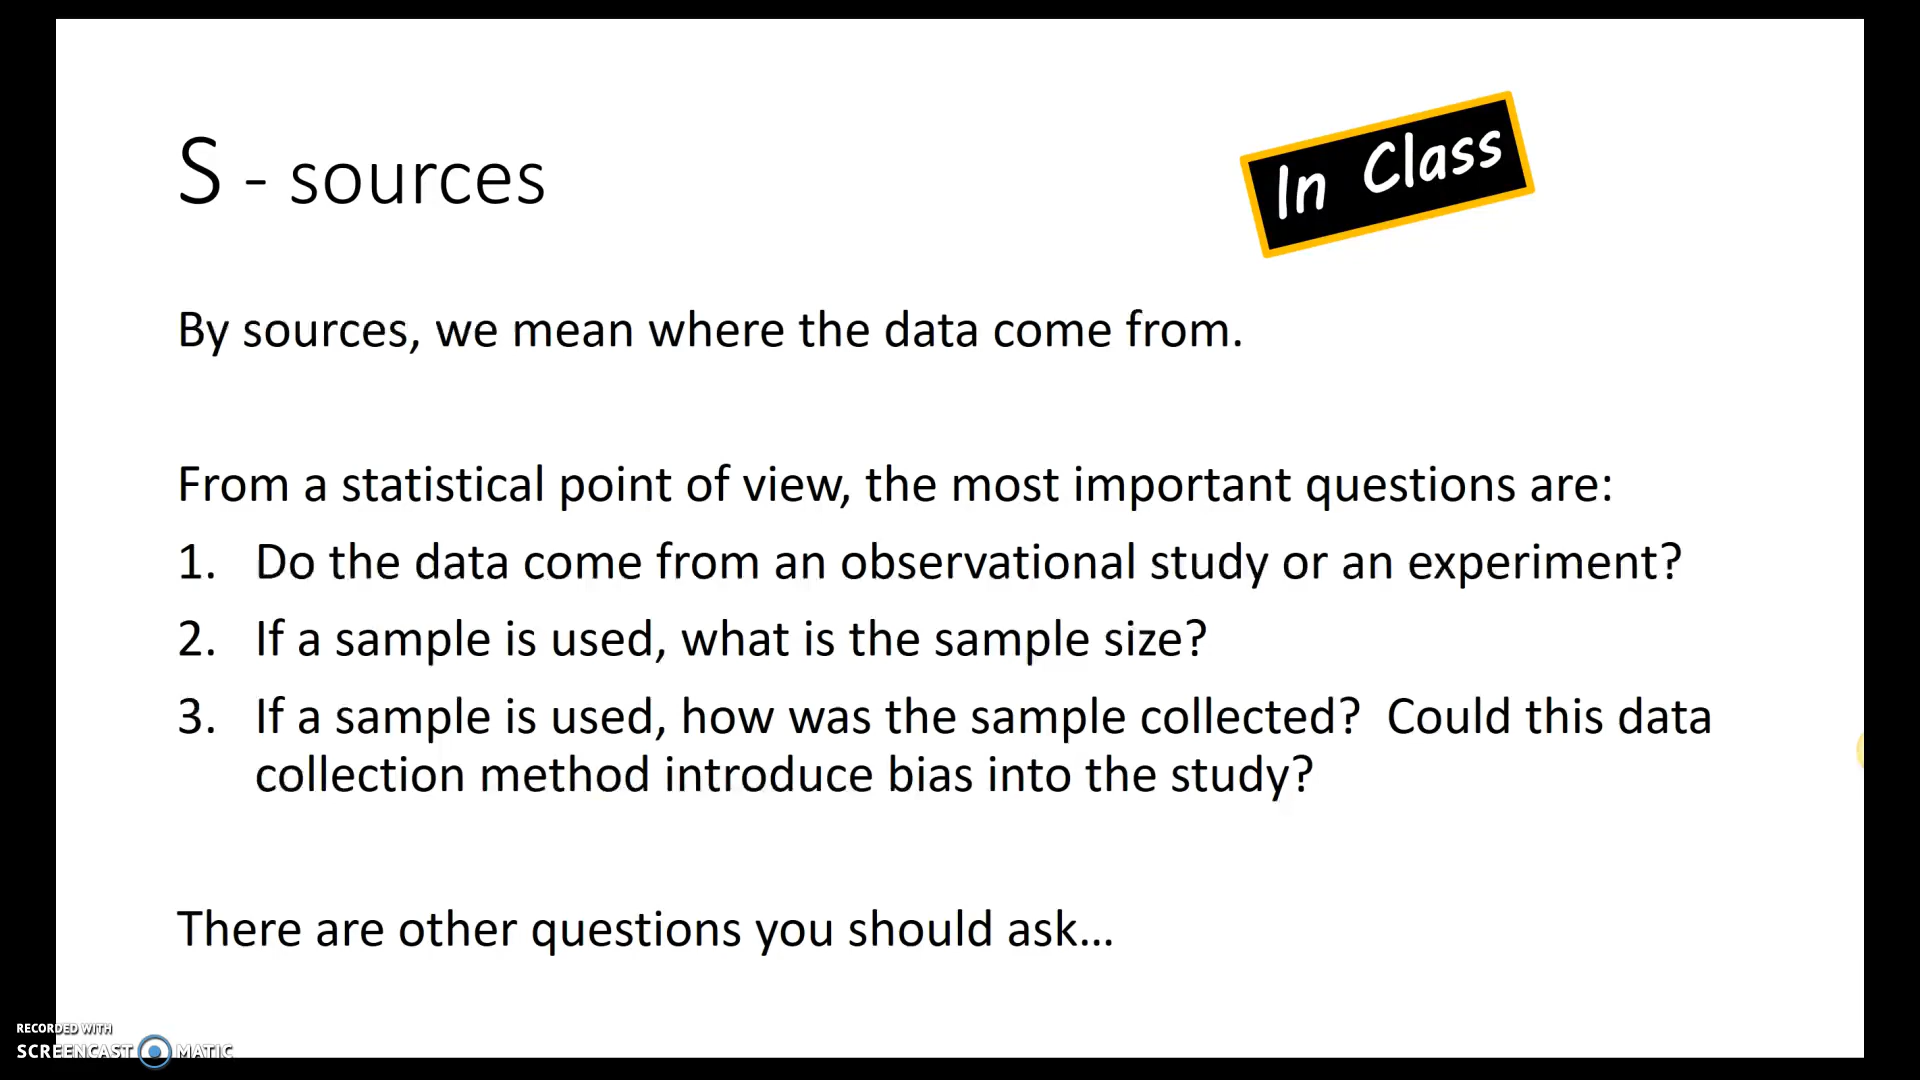 S - sources
In Class
By sources, we mean where the data come from.
From a statistical point of view, the most important questions are:
1. Do the data come from an observational study or an experiment?
2. If a sample is used, what is the sample size?
3. If a sample is used, how was the sample collected?  Could this data
collection method introduce bias into the study?
There are other questions you should ask...
RECORDED WITH
SCREENCAST MATIC